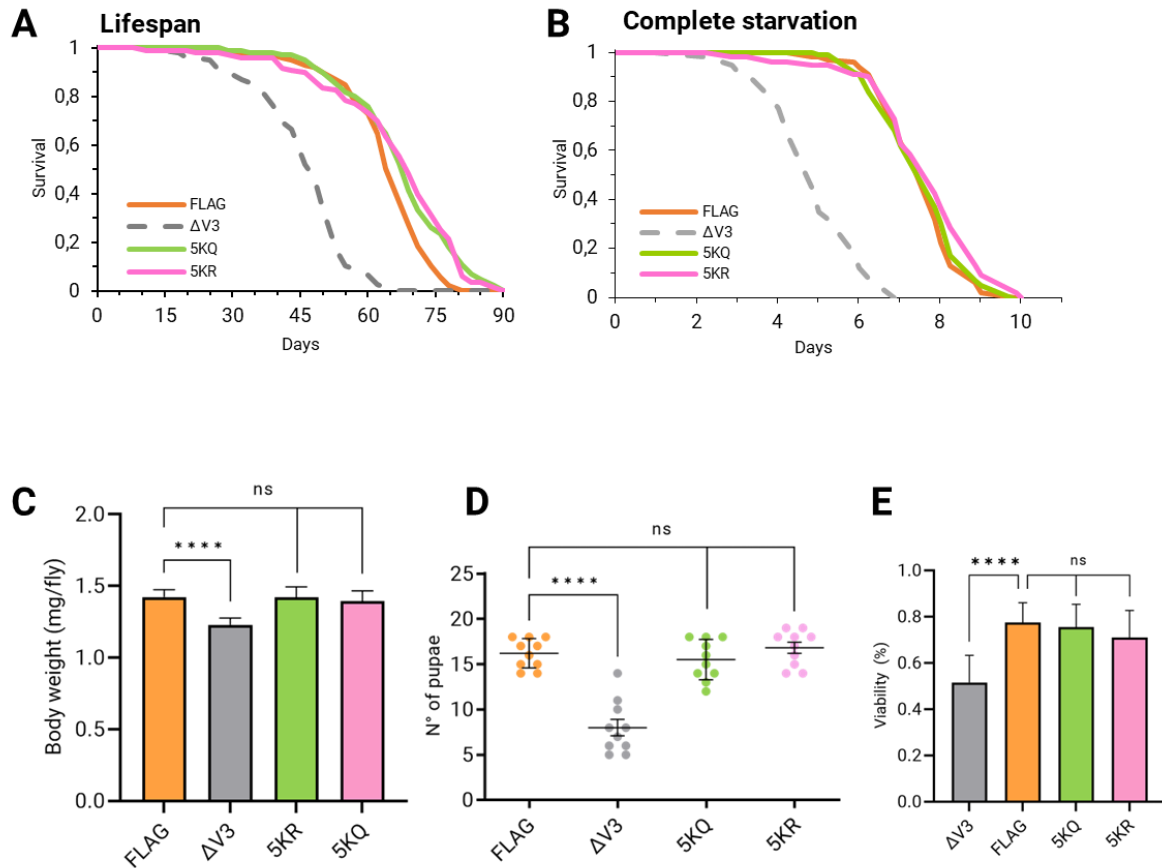 A
Lifespan
1
0,8
0,6
0,4
0,2
0
Survival
FLAG
ΔV3
5KQ
5KR
0 15 30 45 60 75 90
Days
B
Complete starvation
1
0,8
0,6
0,4
0,2
0
Survival
FLAG
ΔV3
5KQ
5KR
0 2 4 6 8 10
Days
C
ns
****
2.0
1.5
1.0
0.5
0.0
Body weight (mg/fly)
FLAG ΔV3 5KR 5KQ
D
ns
****
25
20
15
10
5
0
N° of pupae
FLAG ΔV3 5KQ 5KR
E
**** ns
1.0
0.8
0.6
0.4
0.2
0.0
Viability (%)
ΔV3 FLAG 5KQ 5KR